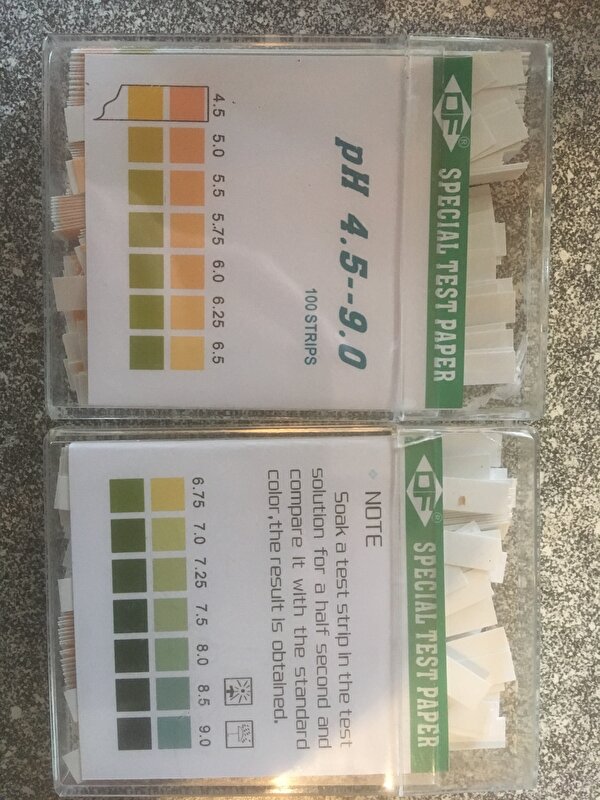 DF®
SPECIAL TEST PAPER
pH 4.5--9.0
100 STRIPS
4.5 5.0 5.5 5.75 6.0 6.25 6.5
DF®
SPECIAL TEST PAPER
NOTE
Soak a test strip in the test
solution for a half second and
compare it with the standard
color,the result is obtained.
6.75 7.0 7.25 7.5 8.0 8.5 9.0